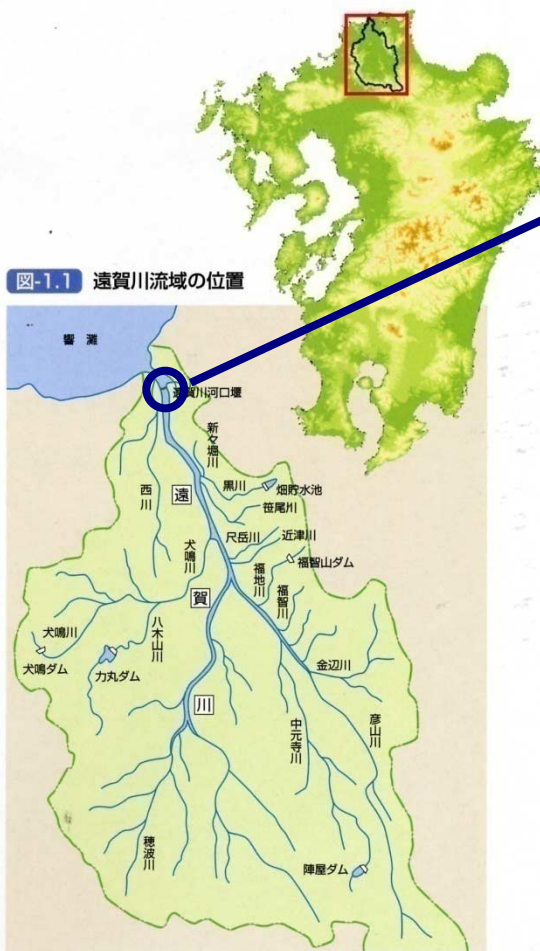 図-1.1 遠賀川流域の位置
響灘
遠賀川河口堰
新々堀川
黒川
畑貯水池
笹尾川
西川
遠
尺岳川
近津川
犬鳴川
福地川
福智山ダム
福智川
賀
犬鳴川
八木山川
犬鳴ダム
力丸ダム
金辺川
川
中元寺川
彦山川
穂波川
陣屋ダム